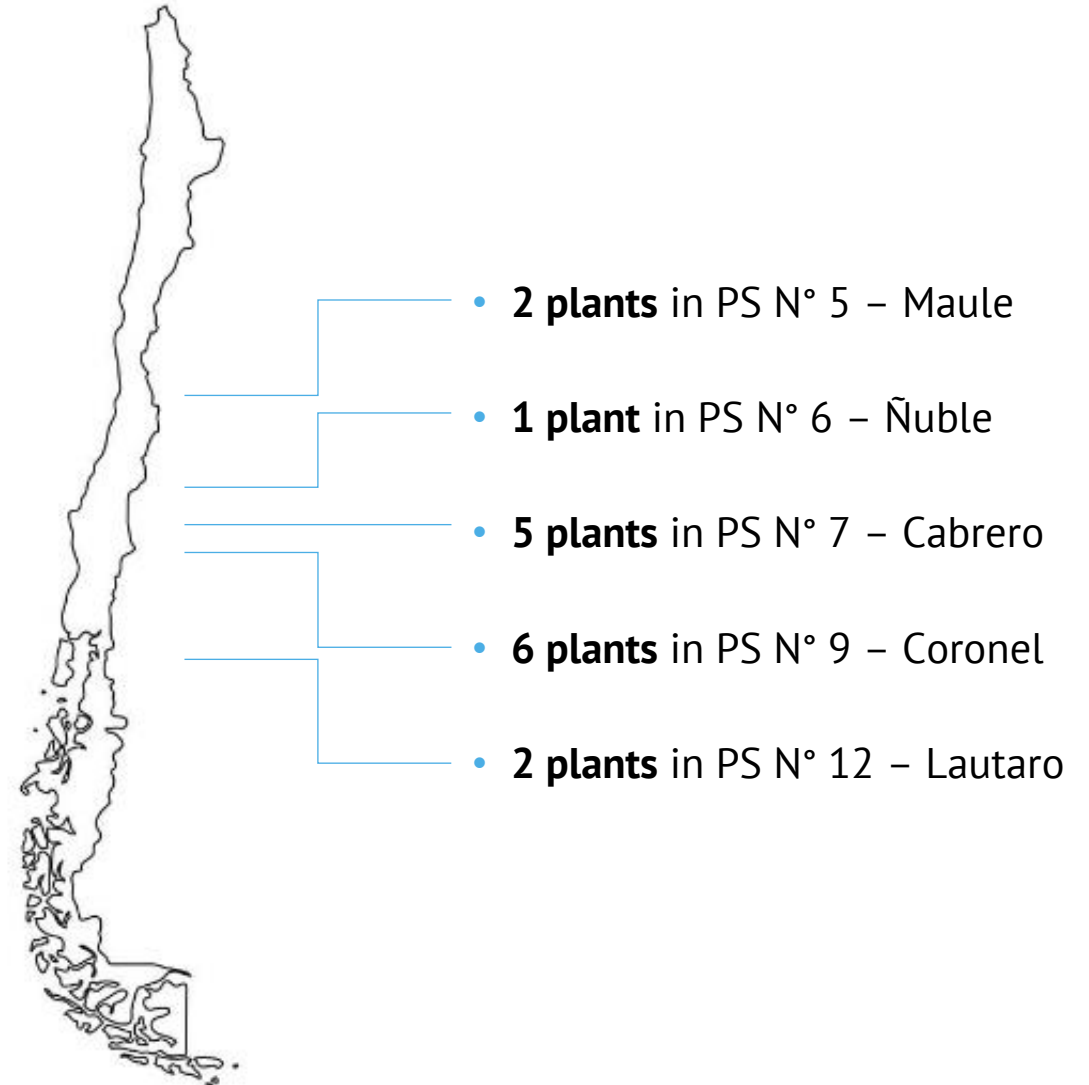 • 2 plants in PS N° 5 – Maule
• 1 plant in PS N° 6 – Ñuble
• 5 plants in PS N° 7 – Cabrero
• 6 plants in PS N° 9 – Coronel
• 2 plants in PS N° 12 – Lautaro